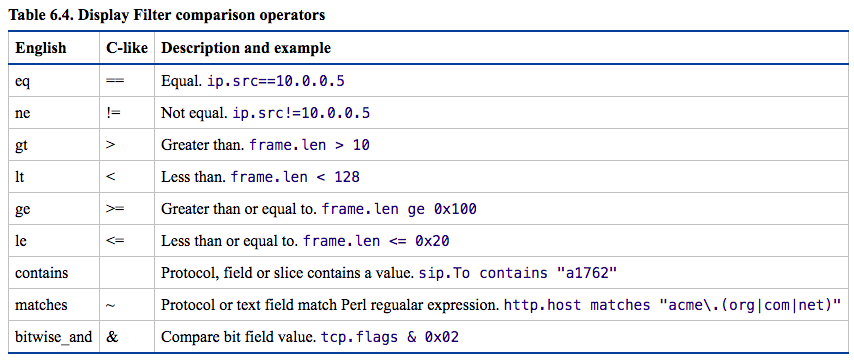 Table 6.4. Display Filter comparison operators
English C-like Description and example
eq == Equal. ip.src==10.0.0.5
ne != Not equal. ip.src!=10.0.0.5
gt > Greater than. frame.len > 10
lt < Less than. frame.len < 128
ge >= Greater than or equal to. frame.len ge 0x100
le <= Less than or equal to. frame.len <= 0x20
contains Protocol, field or slice contains a value. sip.To contains "a1762"
matches ~ Protocol or text field match Perl regualar expression. http.host matches "acme\.(org|com|net)"
bitwise_and & Compare bit field value. tcp.flags & 0x02